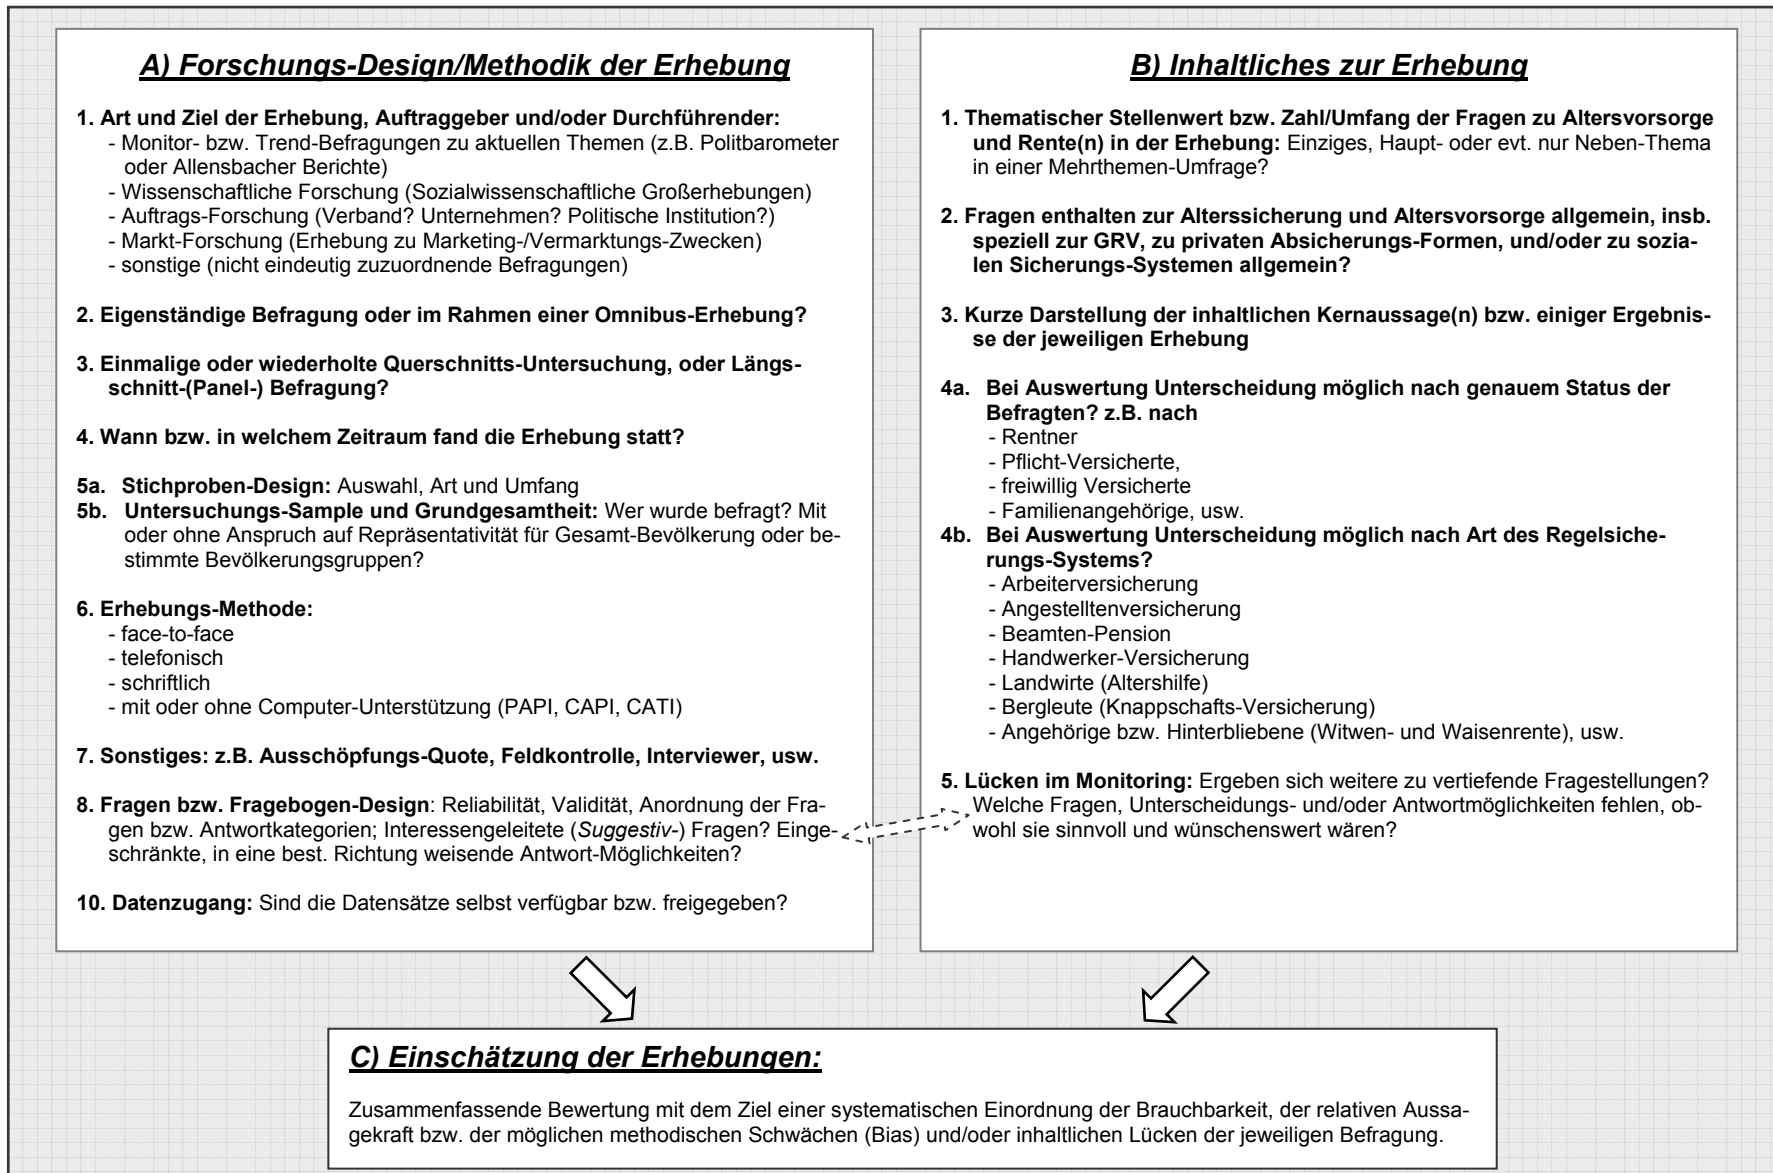 A) Forschungs-Design/Methodik der Erhebung
1. Art und Ziel der Erhebung, Auftraggeber und/oder Durchführender:
- Monitor- bzw. Trend-Befragungen zu aktuellen Themen (z.B. Politbarometer
oder Allensbacher Berichte)
- Wissenschaftliche Forschung (Sozialwissenschaftliche Großerhebungen)
- Auftrags-Forschung (Verband? Unternehmen? Politische Institution?)
- Markt-Forschung (Erhebung zu Marketing-/Vermarktungs-Zwecken)
- sonstige (nicht eindeutig zuzuordnende Befragungen)
2. Eigenständige Befragung oder im Rahmen einer Omnibus-Erhebung?
3. Einmalige oder wiederholte Querschnitts-Untersuchung, oder Längs-
schnitt-(Panel-) Befragung?
4. Wann bzw. in welchem Zeitraum fand die Erhebung statt?
5a. Stichproben-Design: Auswahl, Art und Umfang
5b. Untersuchungs-Sample und Grundgesamtheit: Wer wurde befragt? Mit
oder ohne Anspruch auf Repräsentativität für Gesamt-Bevölkerung oder be-
stimmte Bevölkerungsgruppen?
6. Erhebungs-Methode:
- face-to-face
- telefonisch
- schriftlich
- mit oder ohne Computer-Unterstützung (PAPI, CAPI, CATI)
7. Sonstiges: z.B. Ausschöpfungs-Quote, Feldkontrolle, Interviewer, usw.
8. Fragen bzw. Fragebogen-Design: Reliabilität, Validität, Anordnung der Fra-
gen bzw. Antwortkategorien; Interessengeleitete (Suggestiv-) Fragen? Einge-
schränkte, in eine best. Richtung weisende Antwort-Möglichkeiten?
10. Datenzugang: Sind die Datensätze selbst verfügbar bzw. freigegeben?
B) Inhaltliches zur Erhebung
1. Thematischer Stellenwert bzw. Zahl/Umfang der Fragen zu Altersvorsorge
und Rente(n) in der Erhebung: Einziges, Haupt- oder evt. nur Neben-Thema
in einer Mehrthemen-Umfrage?
2. Fragen enthalten zur Alterssicherung und Altersvorsorge allgemein, insb.
speziell zur GRV, zu privaten Absicherungs-Formen, und/oder zu sozia-
len Sicherungs-Systemen allgemein?
3. Kurze Darstellung der inhaltlichen Kernaussage(n) bzw. einiger Ergebnis-
se der jeweiligen Erhebung
4a. Bei Auswertung Unterscheidung möglich nach genauem Status der
Befragten? z.B. nach
- Rentner
- Pflicht-Versicherte,
- freiwillig Versicherte
- Familienangehörige, usw.
4b. Bei Auswertung Unterscheidung möglich nach Art des Regelsiche-
rungs-Systems?
- Arbeiterversicherung
- Angestelltenversicherung
- Beamten-Pension
- Handwerker-Versicherung
- Landwirte (Altershilfe)
- Bergleute (Knappschafts-Versicherung)
- Angehörige bzw. Hinterbliebene (Witwen- und Waisenrente), usw.
5. Lücken im Monitoring: Ergeben sich weitere zu vertiefende Fragestellungen?
Welche Fragen, Unterscheidungs- und/oder Antwortmöglichkeiten fehlen, ob-
wohl sie sinnvoll und wünschenswert wären?
C) Einschätzung der Erhebungen:
Zusammenfassende Bewertung mit dem Ziel einer systematischen Einordnung der Brauchbarkeit, der relativen Aussa-
gekraft bzw. der möglichen methodischen Schwächen (Bias) und/oder inhaltlichen Lücken der jeweiligen Befragung.